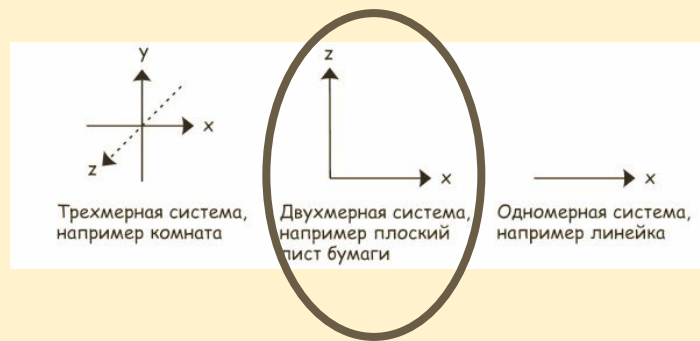 y
x
z
Трехмерная система,
например комната
z
x
Двухмерная система,
например плоский
лист бумаги
x
Одномерная система,
например линейка